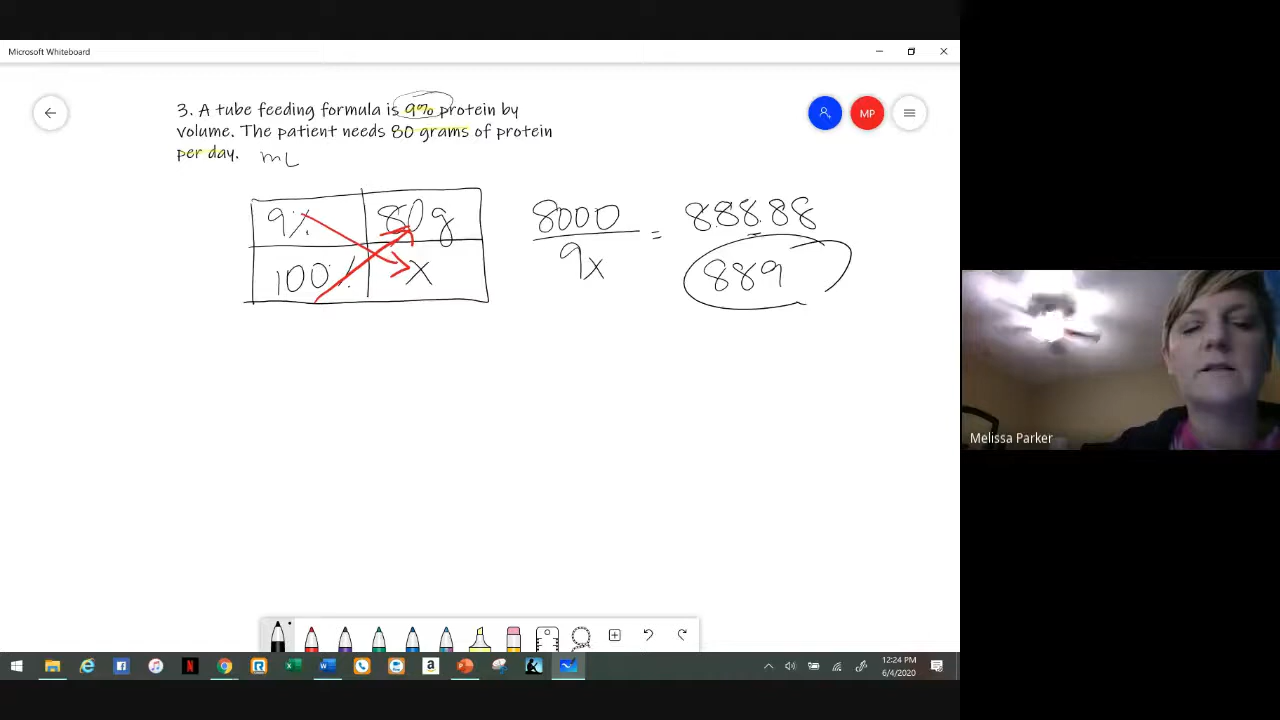 Microsoft Whiteboard
3. A tube feeding formula is 9% protein by
volume. The patient needs 80 grams of protein
per day. mL
MP
9% 80g
100% x
8000
9x
= 888.88
889
Melissa Parker
12:24 PM
6/4/2020